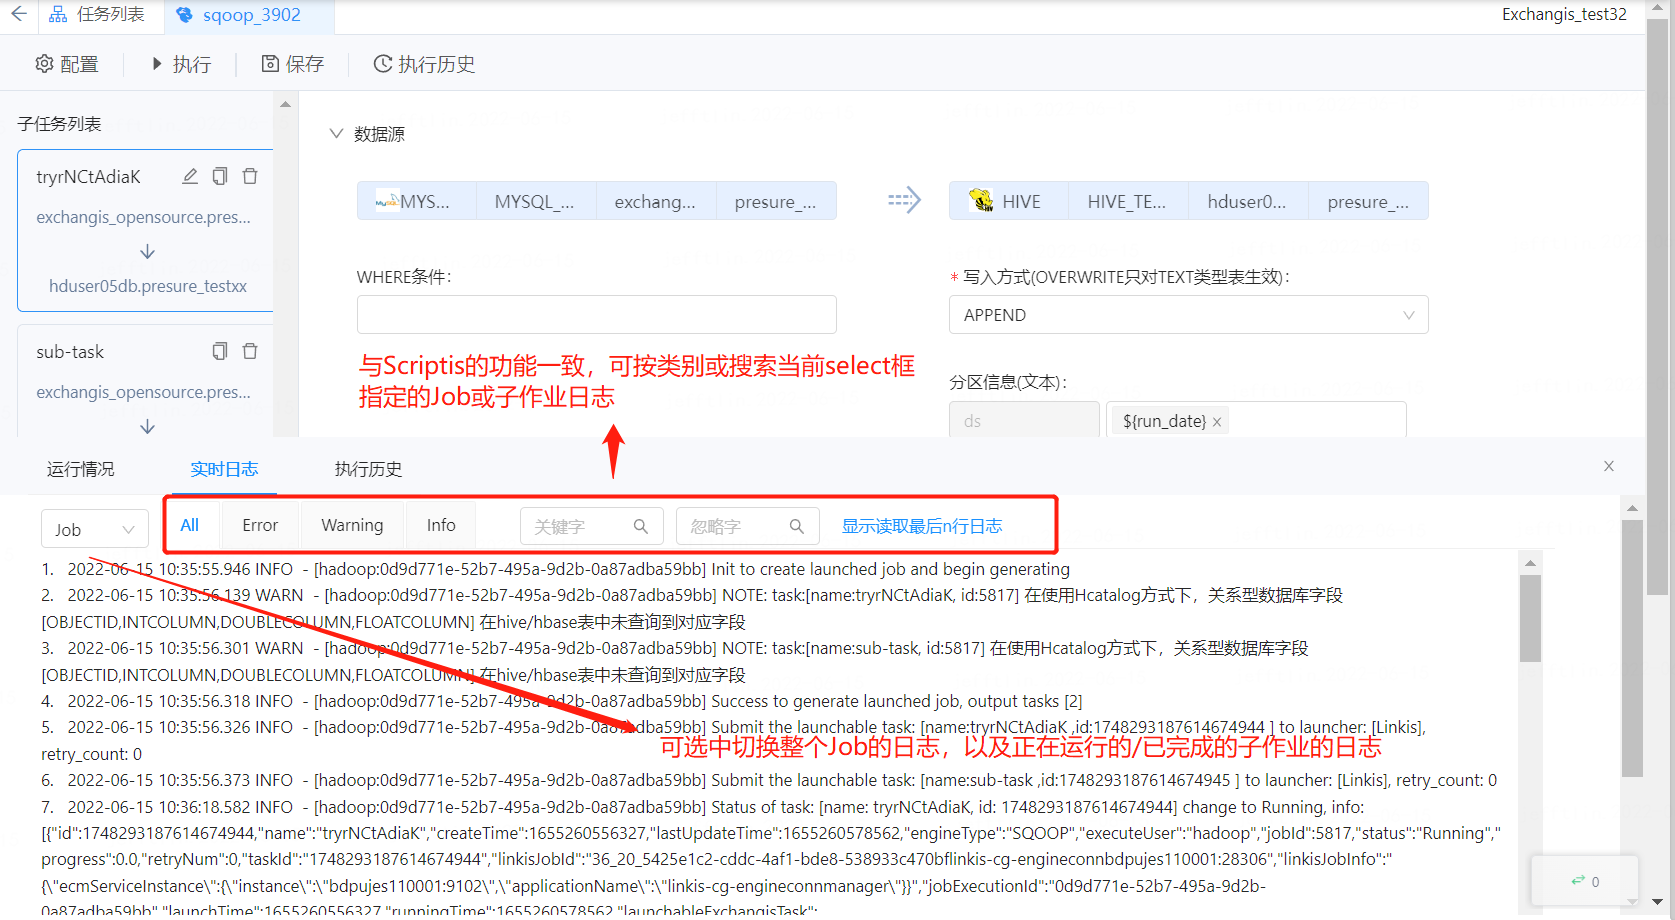 任务列表
sqoop_3902
Exchangis_test32
配置
执行
保存
执行历史
子任务列表
数据源
tryrNCtAdiaK
exchangis_opensource.pres...
hduser05db.presure_testxx
sub-task
exchangis_opensource.pres...
MySQL MYS... MYSQL_... exchang... presure_...
HIVE HIVE HIVE_TE... hduser0... presure_...
WHERE条件：
* 写入方式(OVERWRITE只对TEXT类型表生效)：
APPEND
与Scriptis的功能一致，可按类别或搜索当前select框
指定的Job或子作业日志
分区信息(文本)：
ds
${run_date} ×
运行情况
实时日志
执行历史
Job
All
Error
Warning
Info
关键字
忽略字
显示读取最后n行日志
1. 2022-06-15 10:35:55.946 INFO - [hadoop:0d9d771e-52b7-495a-9d2b-0a87adba59bb] Init to create launched job and begin generating
2. 2022-06-15 10:35:56.139 WARN - [hadoop:0d9d771e-52b7-495a-9d2b-0a87adba59bb] NOTE: task:[name:tryrNCtAdiaK, id:5817] 在使用Hcatalog方式下，关系型数据库字段
[OBJECTID,INTCOLUMN,DOUBLECOLUMN,FLOATCOLUMN] 在hive/hbase表中未查询到对应字段
3. 2022-06-15 10:35:56.301 WARN - [hadoop:0d9d771e-52b7-495a-9d2b-0a87adba59bb] NOTE: task:[name:sub-task, id:5817] 在使用Hcatalog方式下，关系型数据库字段
[OBJECTID,INTCOLUMN,DOUBLECOLUMN,FLOATCOLUMN] 在hive/hbase表中未查询到对应字段
4. 2022-06-15 10:35:56.318 INFO - [hadoop:0d9d771e-52b7-495a-9d2b-0a87adba59bb] Success to generate launched job, output tasks [2]
5. 2022-06-15 10:35:56.326 INFO - [hadoop:0d9d771e-52b7-495a-9d2b-0a87adba59bb] Submit the launchable task: [name:tryrNCtAdiaK ,id:1748293187614674944 ] to launcher: [Linkis],
retry_count: 0
可选中切换整个Job的日志，以及正在运行的/已完成的子作业的日志
6. 2022-06-15 10:35:56.373 INFO - [hadoop:0d9d771e-52b7-495a-9d2b-0a87adba59bb] Submit the launchable task: [name:sub-task ,id:1748293187614674945 ] to launcher: [Linkis], retry_count: 0
7. 2022-06-15 10:36:18.582 INFO - [hadoop:0d9d771e-52b7-495a-9d2b-0a87adba59bb] Status of task: [name: tryrNCtAdiaK, id: 1748293187614674944] change to Running, info:
[{"id":1748293187614674944,"name":"tryrNCtAdiaK","createTime":1655260556327,"lastUpdateTime":1655260578562,"engineType":"SQOOP","executeUser":"hadoop","jobId":5817,"status":"Running","
progress":0.0,"retryNum":0,"taskId":"1748293187614674944","linkisJobId":"36_20_5425e1c2-cddc-4af1-bde8-538933c470bflinkis-cg-engineconnbdpujes110001:28306","linkisJobInfo":"
{\"ecmServiceInstance\":{\"instance\":\"bdpujes110001:9102\",\"applicationName\":\"linkis-cg-engineconnmanager\"}}","jobExecutionId":"0d9d771e-52b7-495a-9d2b-
0a87adba59bb","launchTime":1655260556327,"runningTime":1655260578562,"launchableExchangisTask":
0